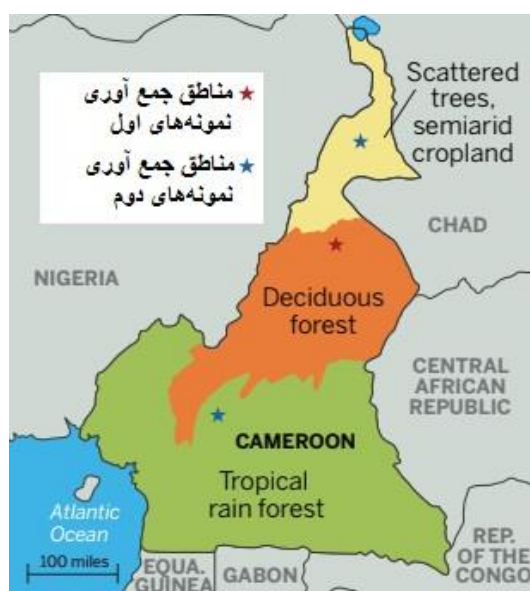 مناطق جمع آوری
نمونه‌های اول
مناطق جمع آوری
نمونه‌های دوم
Scattered
trees,
semiarid
cropland
CHAD
NIGERIA
Deciduous
forest
CENTRAL
AFRICAN
REPUBLIC
CAMEROON
Tropical
rain forest
Atlantic
Ocean
100 miles
EQUA.
GUINEA
GABON
REP.
OF THE
CONGO